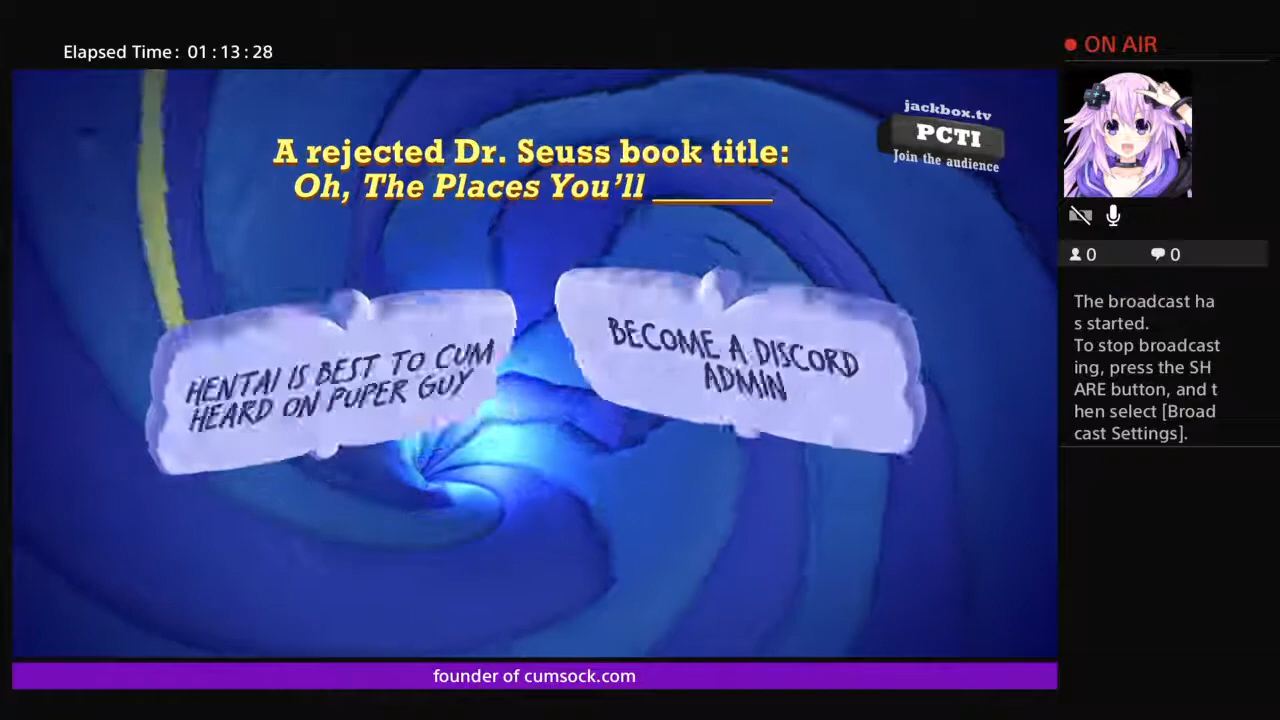 Elapsed Time: 01:13:28
ON AIR
jackbox.tv
PCTI
Join the audience
A rejected Dr. Seuss book title:
Oh, The Places You'll ______
HENTAI IS BEST TO CUM
HEARD ON PUPER GUY
BECOME A DISCORD
ADMIN
0
0
The broadcast ha
s started.
To stop broadcast
ing, press the SH
ARE button, and t
hen select [Broad
cast Settings].
founder of cumsock.com